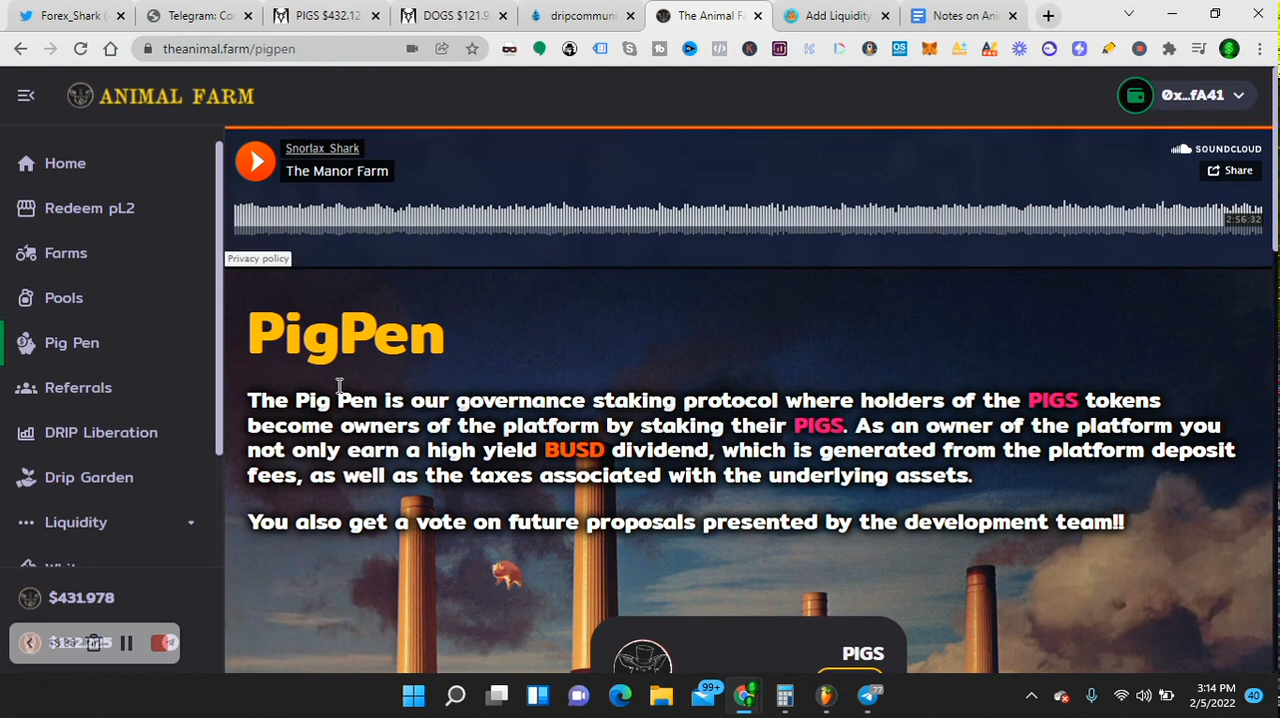 Forex_Shark (
Telegram: Co
PIGS $432.12
DOGS $121.9
dripcommuni
The Animal Fa
Add Liquidity
Notes on Ani
theanimal.farm/pigpen
ANIMAL FARM
0x...fA41
Home
Redeem pL2
Farms
Pools
Pig Pen
Referrals
DRIP Liberation
Drip Garden
Liquidity
$431.978
Snorlax Shark
The Manor Farm
SOUNDCLOUD
Share
2:56:32
Privacy policy
PigPen
The Pig Pen is our governance staking protocol where holders of the PIGS tokens
become owners of the platform by staking their PIGS. As an owner of the platform you
not only earn a high yield BUSD dividend, which is generated from the platform deposit
fees, as well as the taxes associated with the underlying assets.
You also get a vote on future proposals presented by the development team!!
PIGS
99+
77
3:14 PM
2/5/2022
40